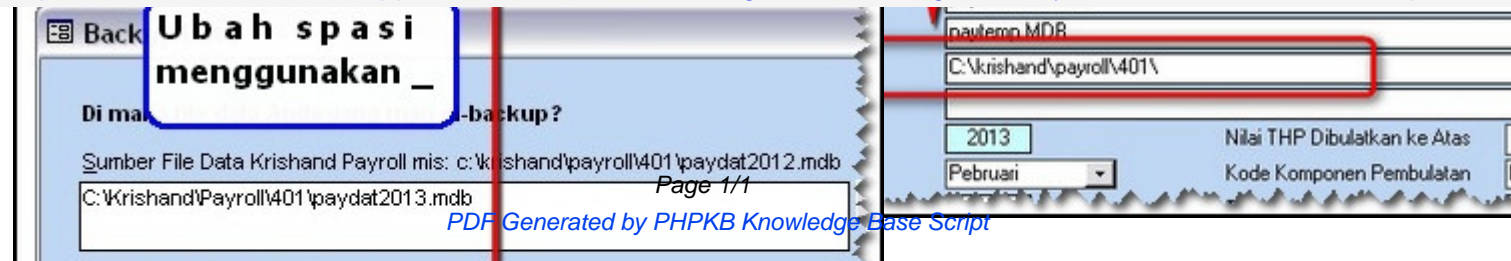 Back
Ubah spasi
menggunakan _
Di ma -backup?
Sumber File Data Krishand Payroll mis: c:\krishand\payroll\401\paydat2012.mdb
C:\Krishand\Payroll\401\paydat2013.mdb
paytemp.MDB
C:\krishand\payroll\401\
2013
Nilai THP Dibulatkan ke Atas
Pebruari
Kode Komponen Pembulatan
Page 1/1
PDF Generated by PHPKB Knowledge Base Script